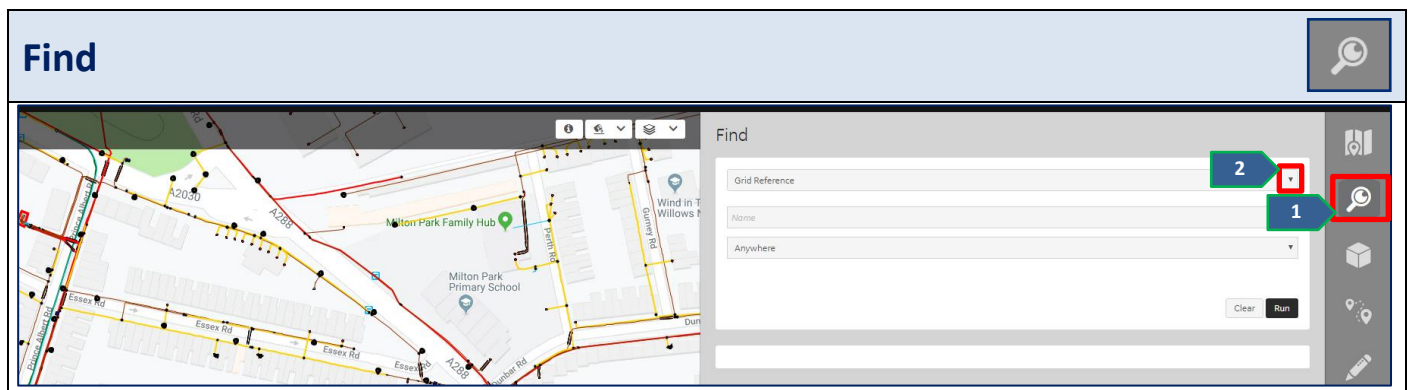 Find
Find
Grid Reference
2
Name
1
Anywhere
Clear
Run
Rd
A2030
A288
Milton Park Family Hub
Perth Rd
Gurney Rd
Wind in T
Willows N
Milton Park
Primary School
Prince Albert Rd
Essex Rd
Essex Rd
Essex Rd
Essex Rd
A288
Dunbar Rd
Dun
Prince Albert Rd